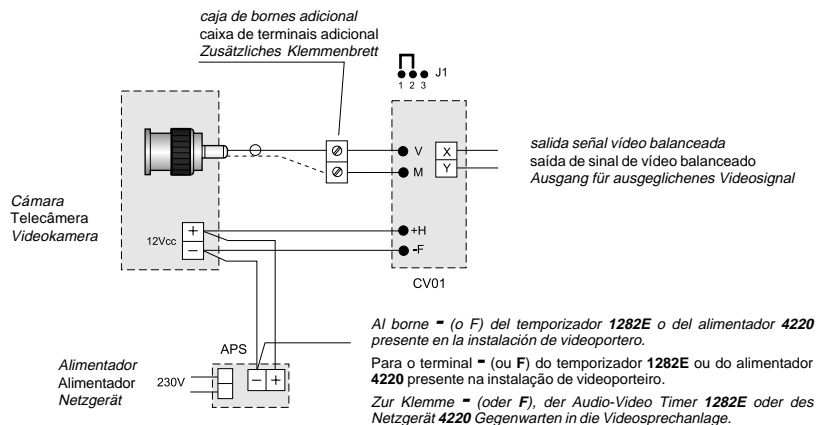 caja de bornes adicional
caixa de terminais adicional
Zusätzliches Klemmenbrett
J1
1 2 3
V
M
X
Y
salida señal vídeo balanceada
saída de sinal de vídeo balanceado
Ausgang für ausgeglichenes Videosignal
Cámara
Telecâmera
Videokamera
12Vcc
+
−
+H
-F
CV01
Al borne - (o F) del temporizador 1282E o del alimentador 4220
presente en la instalación de videoportero.
Para o terminal - (ou F) do temporizador 1282E ou do alimentador
4220 presente na instalação de videoporteiro.
Zur Klemme - (oder F), der Audio-Video Timer 1282E oder des
Netzgerät 4220 Gegenwarten in die Videosprechanlage.
APS
Alimentador
Alimentador
Netzgerät
230V
− +